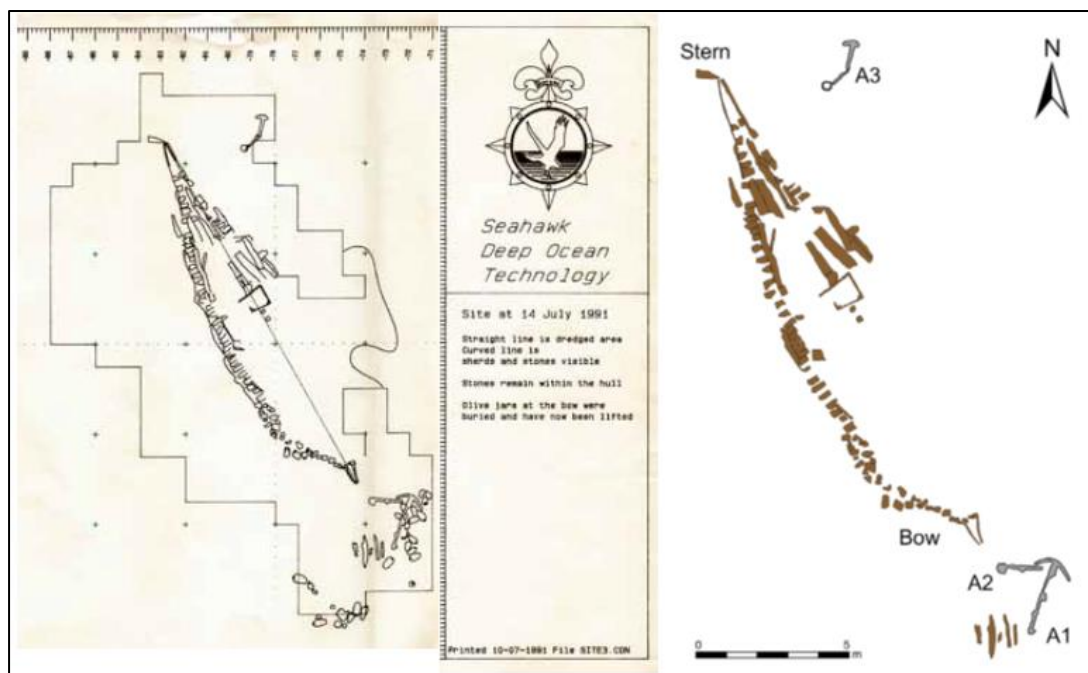 Seahawk
Deep Ocean
Technology
Site at 14 July 1991
Straight line is dredged area
Curved line is
sherds and stones visible
Stones remain within the hull
Olive jars at the bow were
buried and have now been lifted
Printed 10-07-1991 File SITE3.CDN
Stern
A3
N
Bow
A2
A1
0 5
m